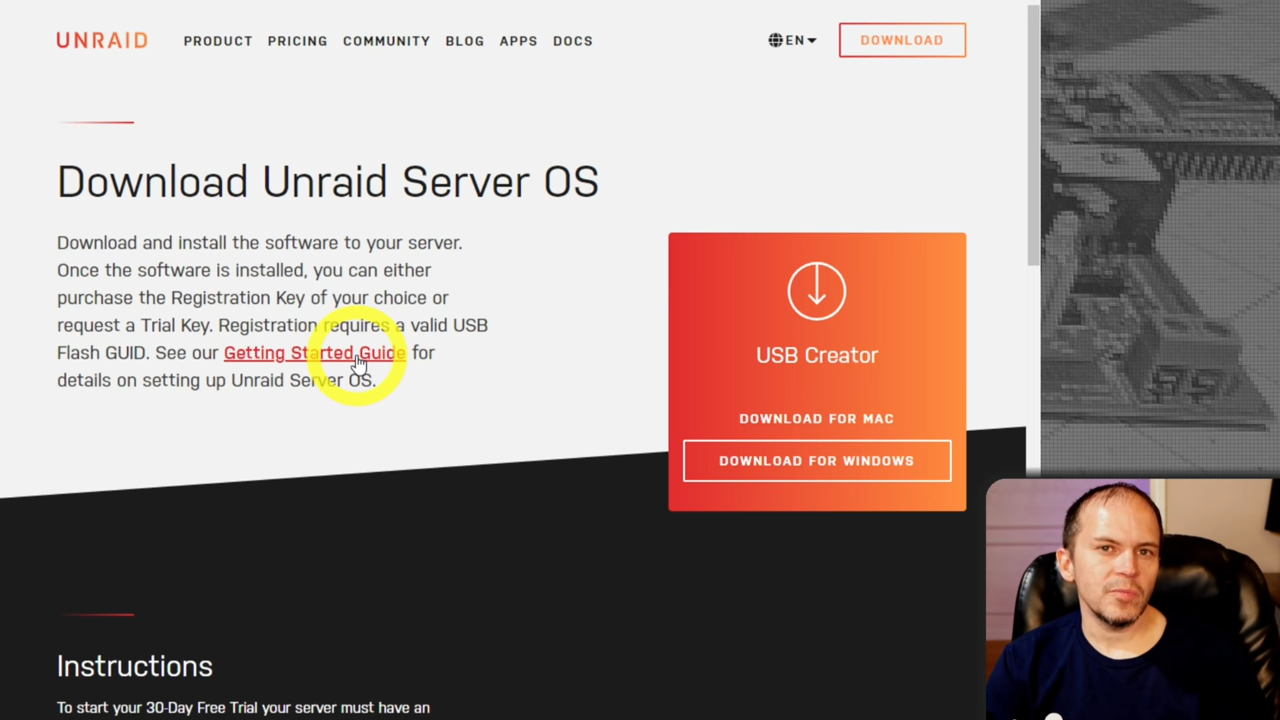 UNRAID
PRODUCT PRICING COMMUNITY BLOG APPS DOCS
EN
DOWNLOAD
Download Unraid Server OS
Download and install the software to your server.
Once the software is installed, you can either
purchase the Registration Key of your choice or
request a Trial Key. Registration requires a valid USB
Flash GUID. See our Getting Started Guide for
details on setting up Unraid Server OS.
USB Creator
DOWNLOAD FOR MAC
DOWNLOAD FOR WINDOWS
Instructions
To start your 30-Day Free Trial your server must have an